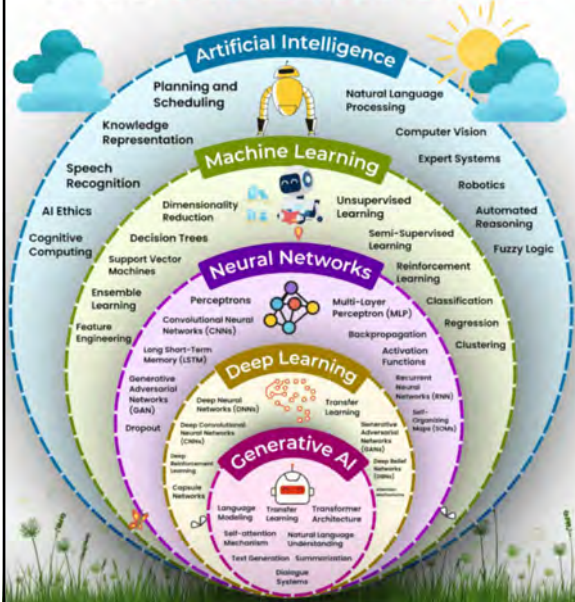 Artificial Intelligence
Planning and
Scheduling
Natural Language
Processing
Knowledge
Representation
Computer Vision
Speech
Recognition
Expert Systems
Robotics
AI Ethics
Automated
Reasoning
Cognitive
Computing
Fuzzy Logic
Machine Learning
Dimensionality
Reduction
Unsupervised
Learning
Decision Trees
Semi-Supervised
Learning
Support Vector
Machines
Reinforcement
Learning
Ensemble
Learning
Classification
Feature
Engineering
Regression
Clustering
Neural Networks
Perceptrons
Multi-Layer
Perceptron (MLP)
Convolutional Neural
Networks (CNNs)
Backpropagation
Long Short-Term
Memory (LSTM)
Activation
Functions
Generative
Adversarial
Networks
(GAN)
Recurrent
Neural
Networks (RNN)
Dropout
Self-
Organizing
Maps (SOMs)
Deep Learning
Deep Neural
Networks (DNNs)
Transfer
Learning
Deep Convolutional
Neural Networks
(CNNs)
Generative
Adversarial
Networks
(GANs)
Deep
Reinforcement
Learning
Deep Belief
Networks
(DBNs)
Capsule
Networks
Generative AI
Language
Modeling
Transfer
Learning
Transformer
Architecture
Self-attention
Mechanism
Natural Language
Understanding
Text Generation
Summarization
Dialogue
Systems